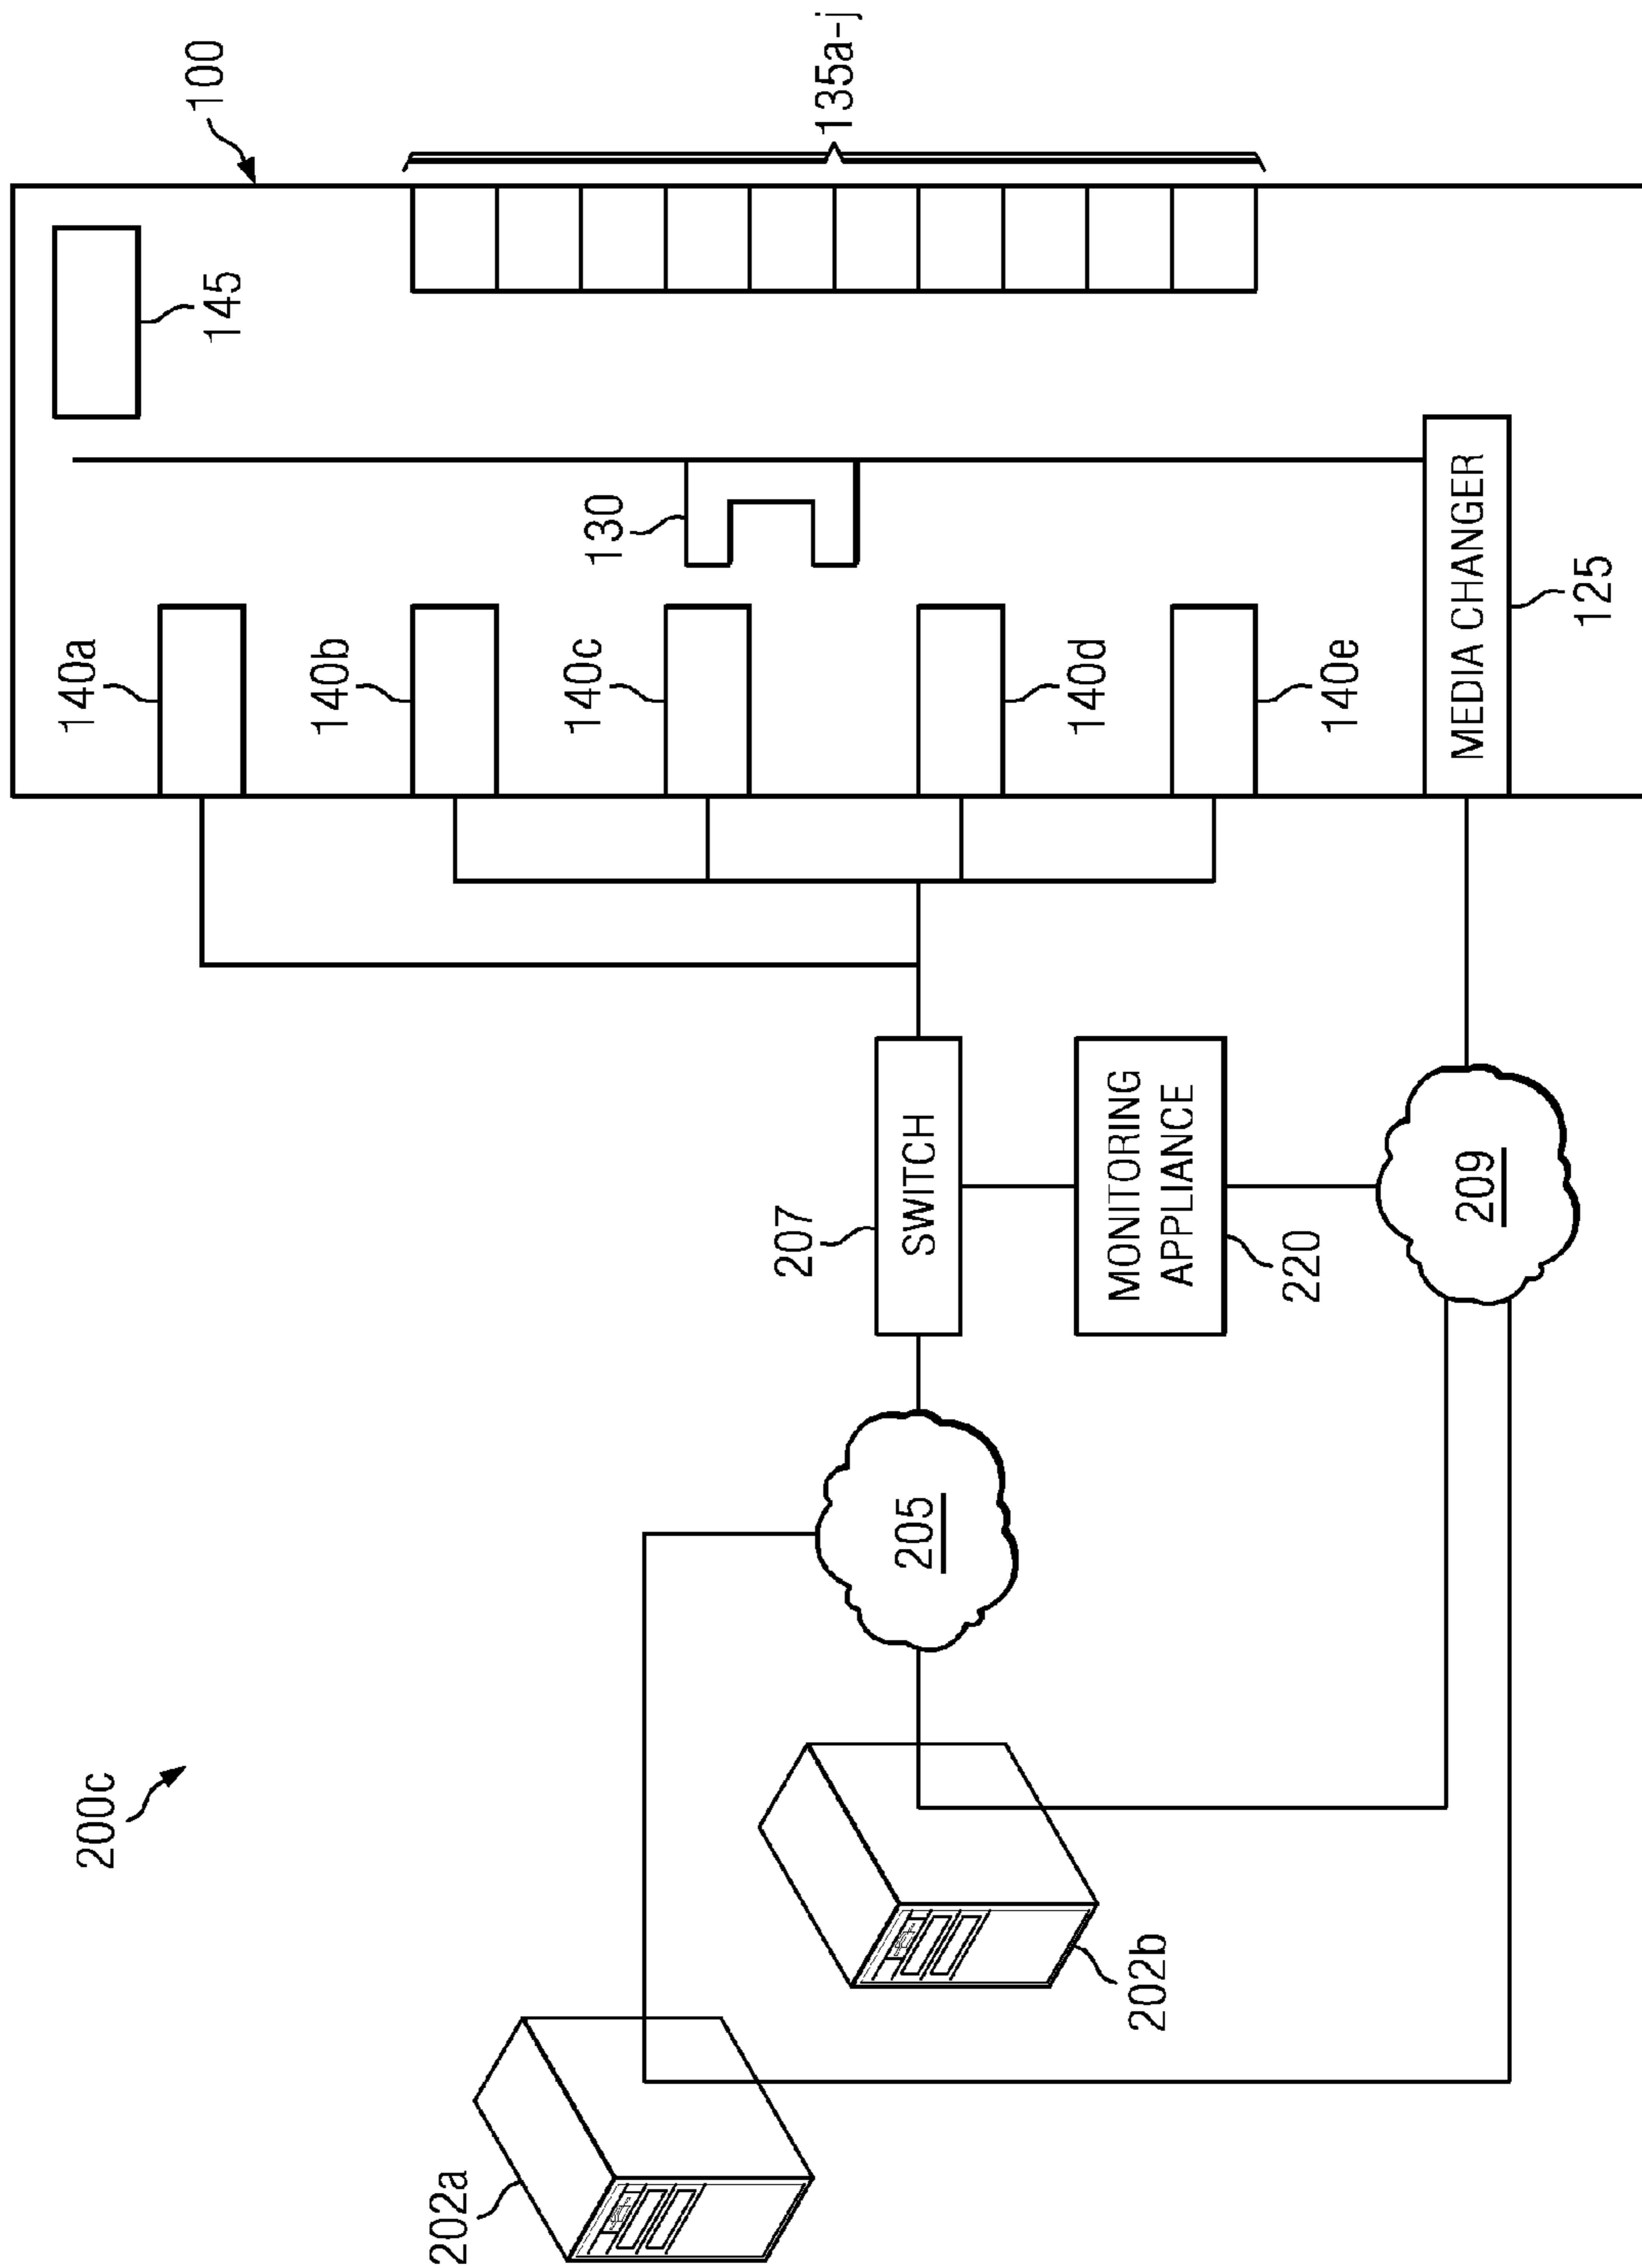 200c
140a
145
100
140b
202a
140c
130
207
135a-j
205
SWITCH
140d
202b
MONITORING
APPLIANCE
220
140e
209
MEDIA CHANGER
125